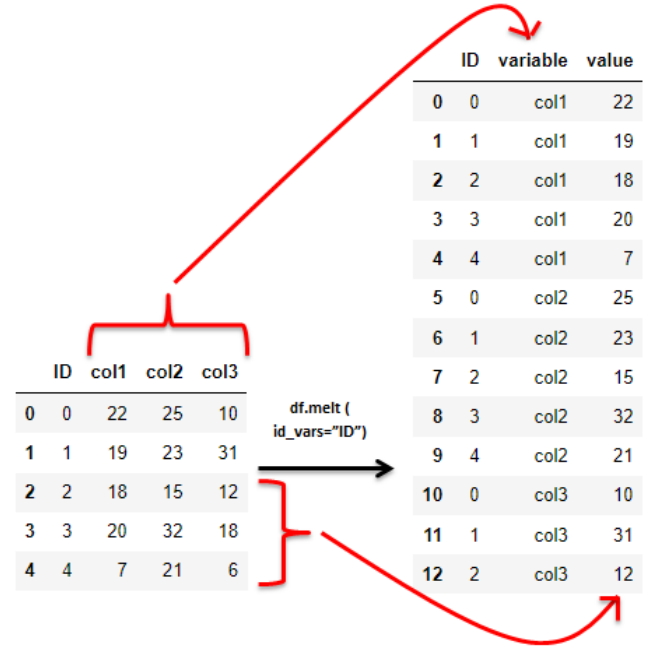 ID variable value
0 0 col1 22
1 1 col1 19
2 2 col1 18
3 3 col1 20
4 4 col1 7
5 0 col2 25
6 1 col2 23
7 2 col2 15
8 3 col2 32
9 4 col2 21
10 0 col3 10
11 1 col3 31
12 2 col3 12
ID col1 col2 col3
0 0 22 25 10
1 1 19 23 31
2 2 18 15 12
3 3 20 32 18
4 4 7 21 6
df.melt (
id_vars=”ID”)